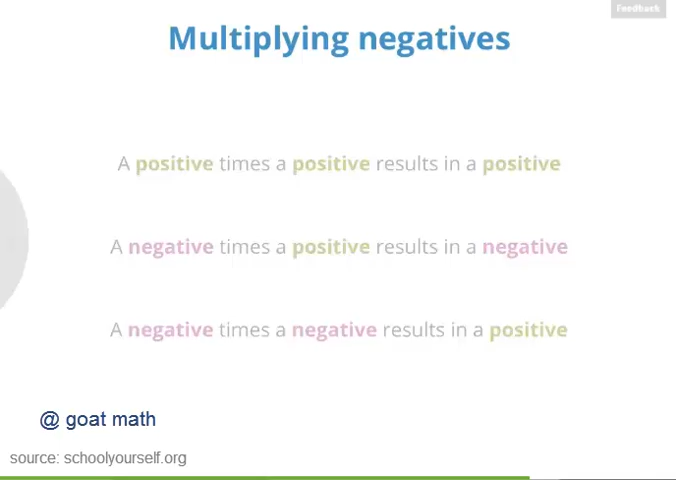 Feedback
Multiplying negatives
A positive times a positive results in a positive
A negative times a positive results in a negative
A negative times a negative results in a positive
@ goat math
source: schoolyourself.org